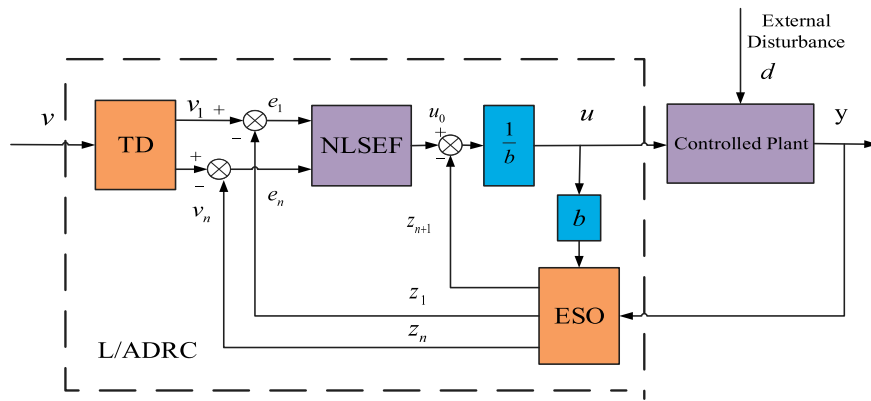 External
Disturbance
d
v
TD
v₁
+
−
e₁
+
−
vₙ
eₙ
NLSEF
u₀
+
−
1
b
u
Controlled Plant
y
b
zₙ₊₁
z₁
zₙ
ESO
L/ADRC